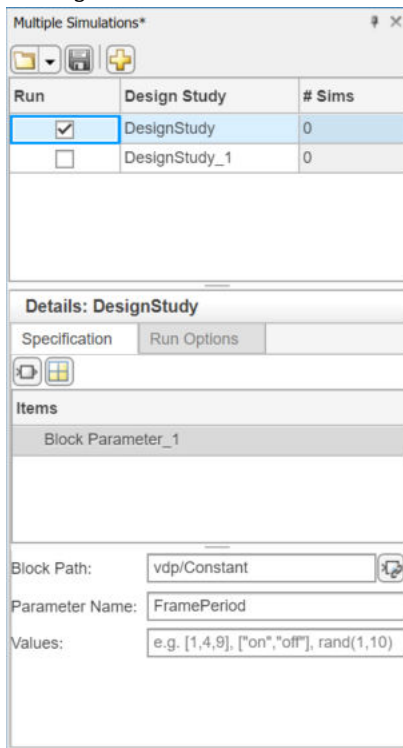 Multiple Simulations*
Run Design Study # Sims
DesignStudy 0
DesignStudy_1 0
Details: DesignStudy
Specification Run Options
Items
Block Parameter_1
Block Path: vdp/Constant
Parameter Name: FramePeriod
Values: e.g. [1,4,9], ["on","off"], rand(1,10)